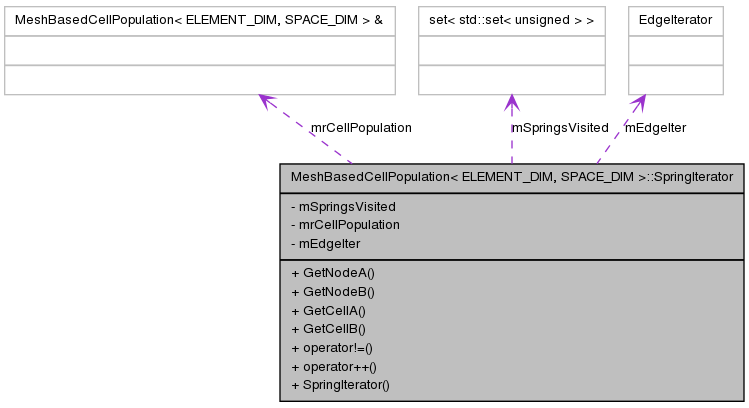 MeshBasedCellPopulation< ELEMENT_DIM, SPACE_DIM > &
set< std::set< unsigned > >
EdgeIterator
mrCellPopulation
mSpringsVisited
mEdgeIter
MeshBasedCellPopulation< ELEMENT_DIM, SPACE_DIM >::SpringIterator
- mSpringsVisited
- mrCellPopulation
- mEdgeIter
+ GetNodeA()
+ GetNodeB()
+ GetCellA()
+ GetCellB()
+ operator!=()
+ operator++()
+ SpringIterator()